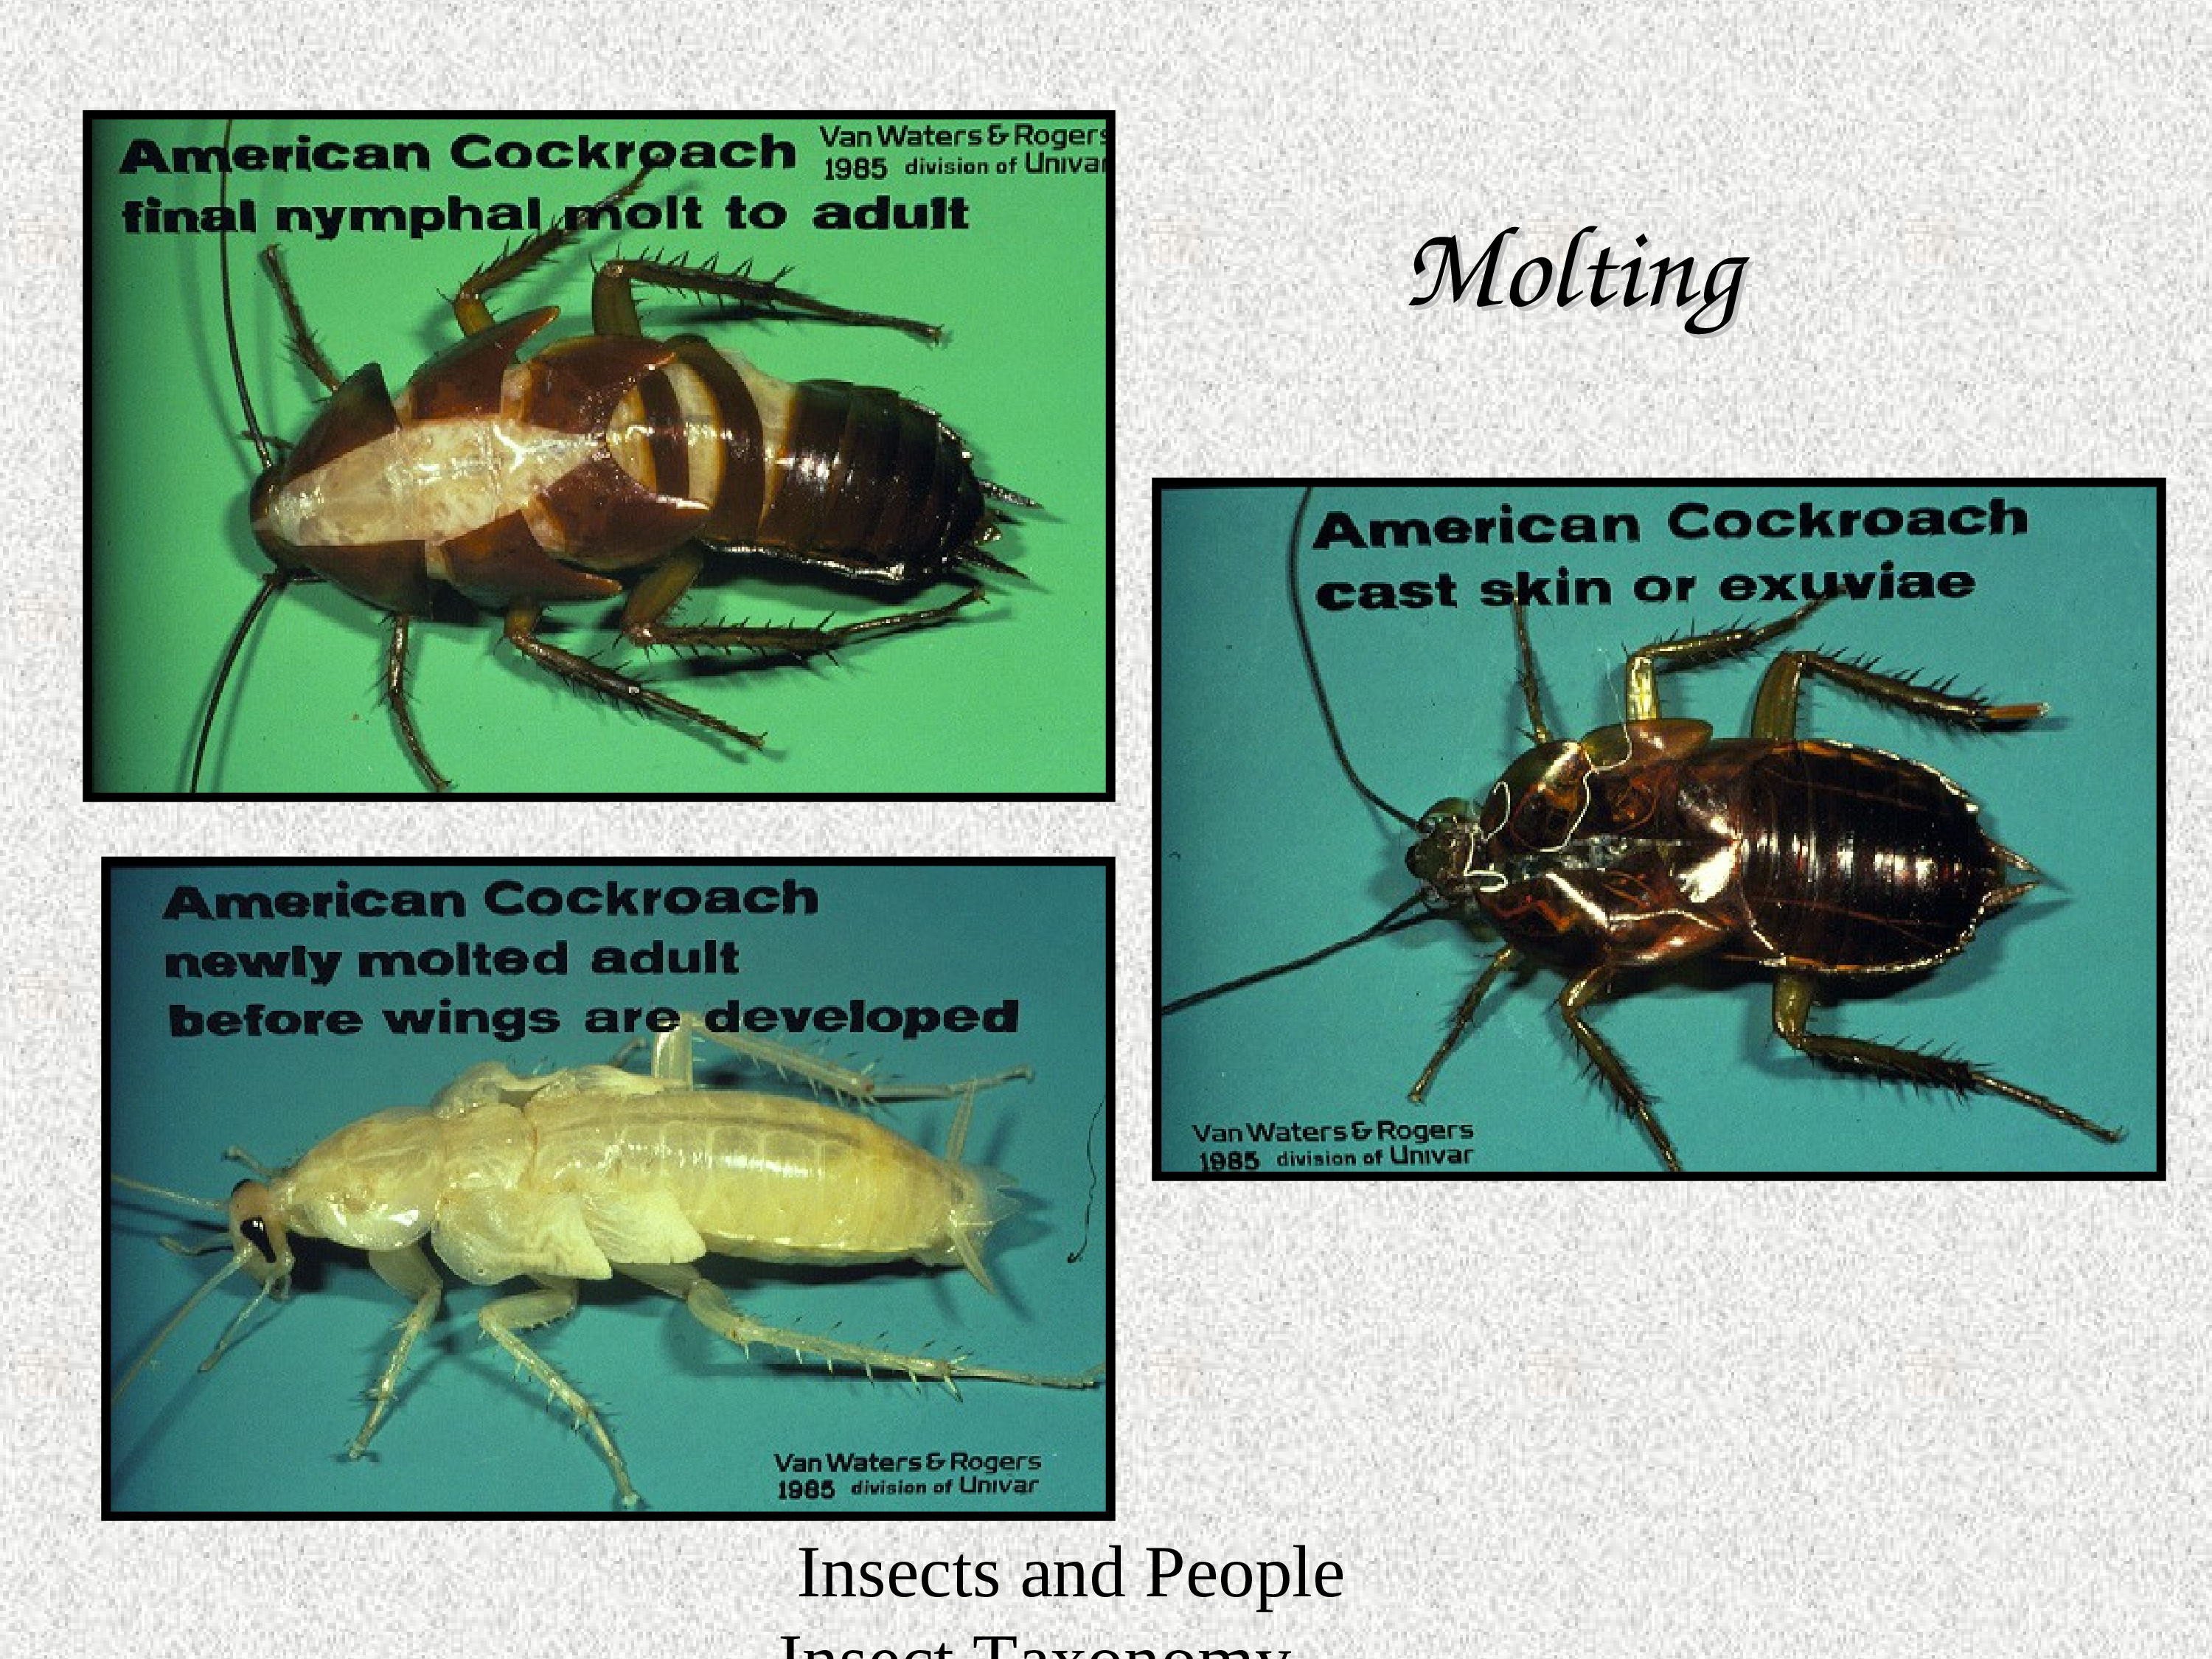 American Cockroach
final nymphal molt to adult
Van Waters & Rogers
1985 division of Univar
Molting
American Cockroach
cast skin or exuviae
Van Waters & Rogers
1985 division of Univar
American Cockroach
newly molted adult
before wings are developed
Van Waters & Rogers
1985 division of Univar
Insects and People
Insect Taxonomy